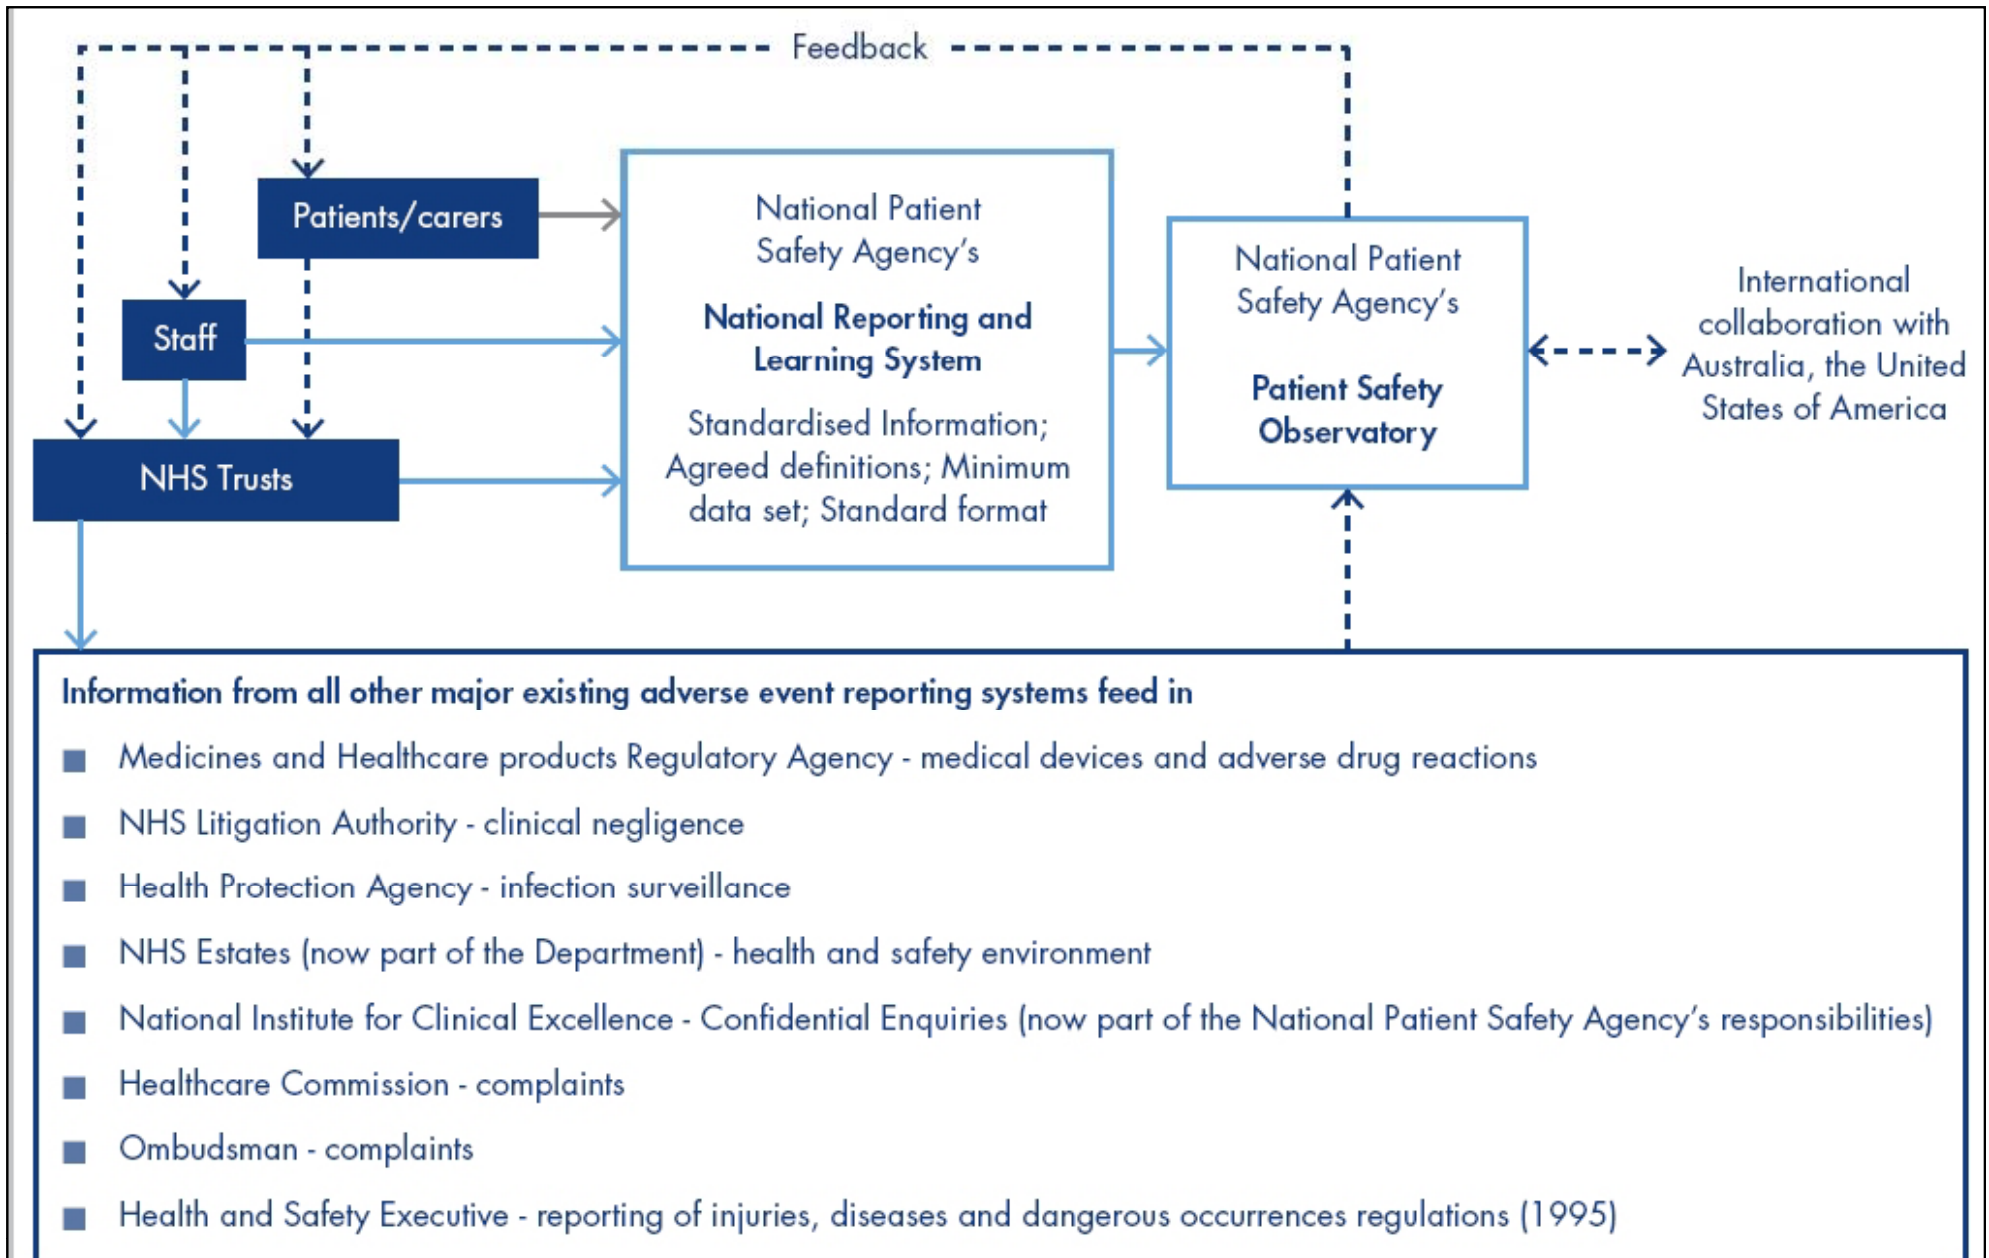 Feedback
Patients/carers
Staff
NHS Trusts
National Patient
Safety Agency's
National Reporting and
Learning System
Standardised Information;
Agreed definitions; Minimum
data set; Standard format
National Patient
Safety Agency's
Patient Safety
Observatory
International
collaboration with
Australia, the United
States of America
Information from all other major existing adverse event reporting systems feed in
Medicines and Healthcare products Regulatory Agency - medical devices and adverse drug reactions
NHS Litigation Authority - clinical negligence
Health Protection Agency - infection surveillance
NHS Estates (now part of the Department) - health and safety environment
National Institute for Clinical Excellence - Confidential Enquiries (now part of the National Patient Safety Agency's responsibilities)
Healthcare Commission - complaints
Ombudsman - complaints
Health and Safety Executive - reporting of injuries, diseases and dangerous occurrences regulations (1995)